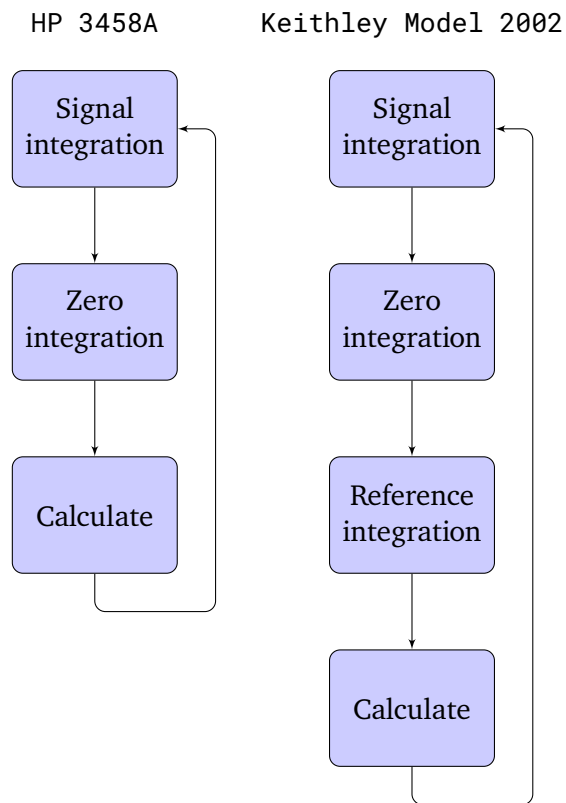 HP 3458A
Signal
integration
Zero
integration
Calculate
Keithley Model 2002
Signal
integration
Zero
integration
Reference
integration
Calculate